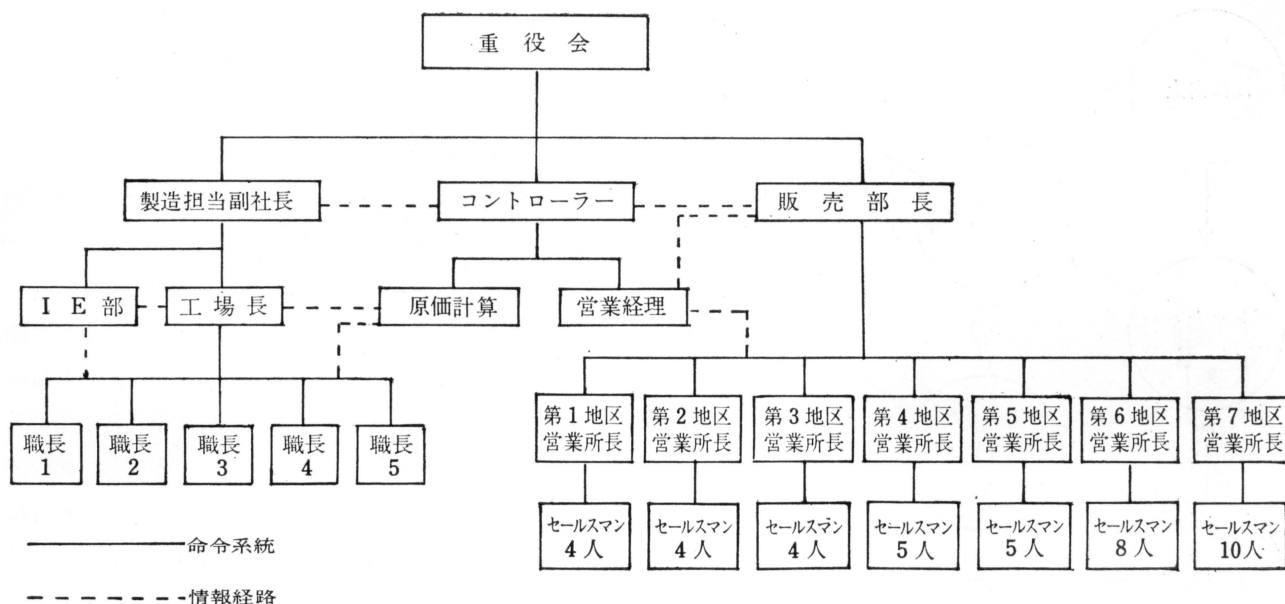 重役会
製造担当副社長
コントローラー
販売部長
IE部
工場長
原価計算
営業経理
第1地区
営業所長
第2地区
営業所長
第3地区
営業所長
第4地区
営業所長
第5地区
営業所長
第6地区
営業所長
第7地区
営業所長
職長
1
職長
2
職長
3
職長
4
職長
5
セールスマン
4人
セールスマン
4人
セールスマン
4人
セールスマン
5人
セールスマン
5人
セールスマン
8人
セールスマン
10人
命令系統
情報経路